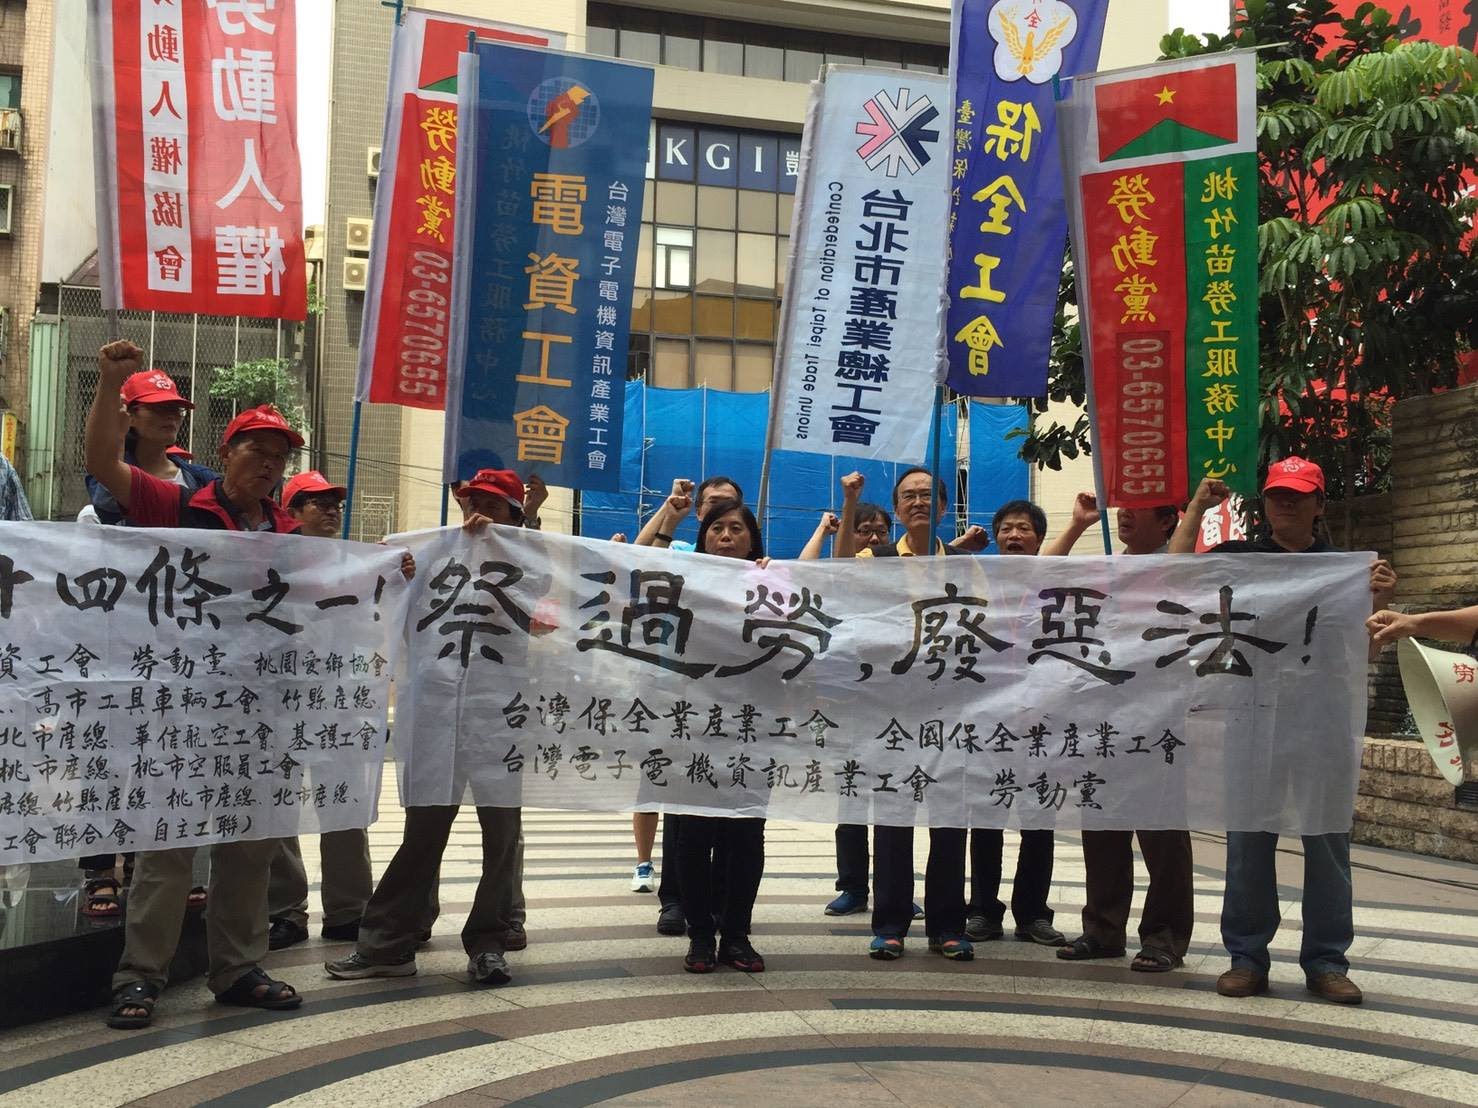 勞動人權
勞動人權協會
勞動黨
03-6570655
桃竹苗勞工服務中心
電資工會
台灣電子電機資訊產業工會
KGI
台北市產業總工會
Confederation of Taipei Trade Unions
保全工會
臺灣保
勞動黨
03-6570655
桃竹苗勞工服務中心
十四條之一!
資工會、勞動黨、桃園愛鄉協會、
高市工具車輛工會、竹縣產總、
北市產總、華信航空工會、基護工會、
桃市產總、桃市空服員工會、
產總、竹縣產總、桃市產總、北市產總、
工會聯合會、自主工聯)
祭過勞,廢惡法!
台灣保全業產業工會 全國保全業產業工會
台灣電子電機資訊產業工會 勞動黨
勞